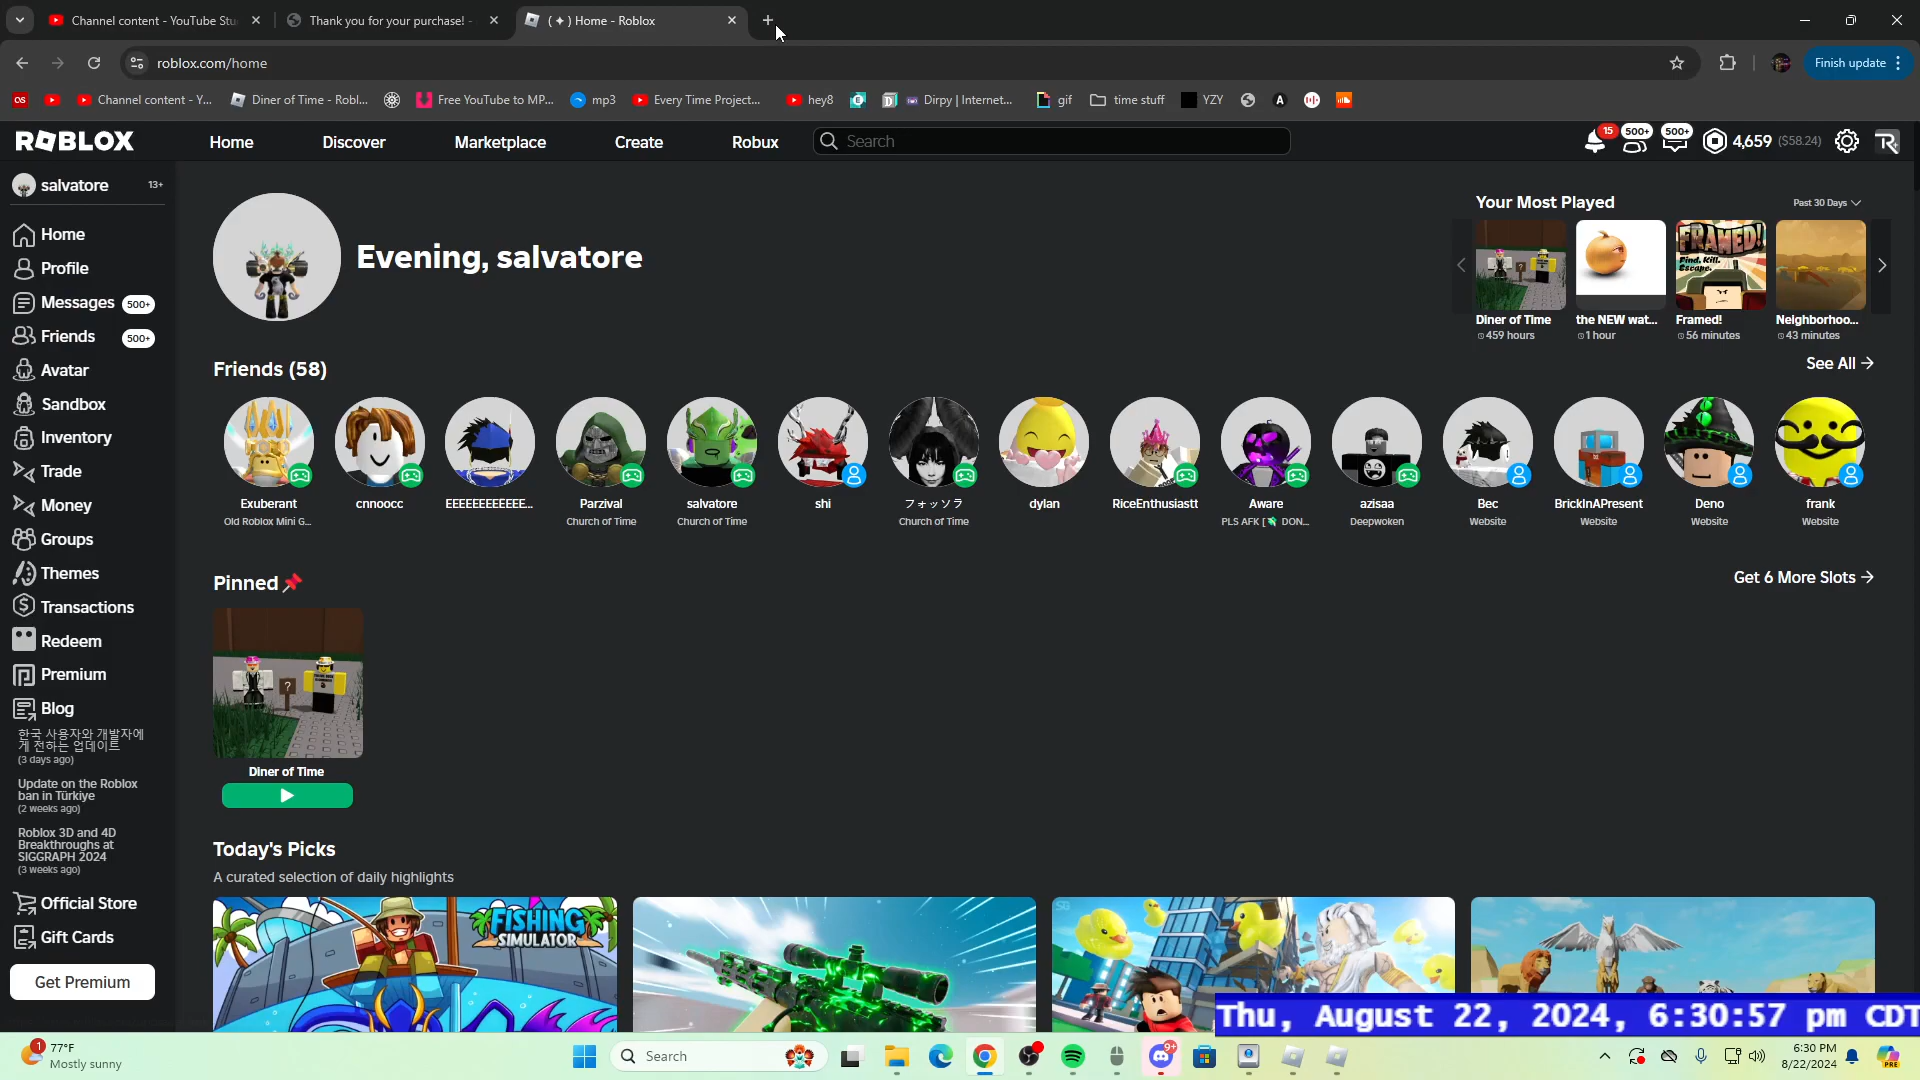 Channel content - YouTube Stu
Thank you for your purchase! -
( ✦ ) Home - Roblox
roblox.com/home
Finish update
Channel content - Y...
Diner of Time - Robl...
Free YouTube to MP...
mp3
Every Time Project...
hey8
Dirpy | Internet...
gif
time stuff
YZY
ROBLOX
Home
Discover
Marketplace
Create
Robux
Search
15
500+
500+
4,659
($58.24)
salvatore
13+
Home
Profile
Messages
500+
Friends
500+
Avatar
Sandbox
Inventory
Trade
Money
Groups
Themes
Transactions
Redeem
Premium
Blog
한국 사용자와 개발자에
게 전하는 업데이트
(3 days ago)
Update on the Roblox
ban in Türkiye
(2 weeks ago)
Roblox 3D and 4D
Breakthroughs at
SIGGRAPH 2024
(3 weeks ago)
Official Store
Gift Cards
Get Premium
Evening, salvatore
Your Most Played
Past 30 Days
FRAMED!
Find. Kill.
Escape.
Diner of Time
459 hours
the NEW wat...
1 hour
Framed!
56 minutes
Neighborhoo...
43 minutes
Friends (58)
See All
Exuberant
Old Roblox Mini G...
cnnoocc
EEEEEEEEEEEE...
Parzival
Church of Time
salvatore
Church of Time
shi
フォッソラ
Church of Time
dylan
RiceEnthusiastt
Aware
PLS AFK [💸 DON...
azisaa
Deepwoken
Bec
Website
BrickInAPresent
Website
Deno
Website
frank
Website
Pinned📌
Get 6 More Slots
Diner of Time
Today's Picks
A curated selection of daily highlights
FISHING
SIMULATOR
Thu, August 22, 2024, 6:30:57 pm CDT
1
77°F
Mostly sunny
Search
9+
6:30 PM
8/22/2024
PRE